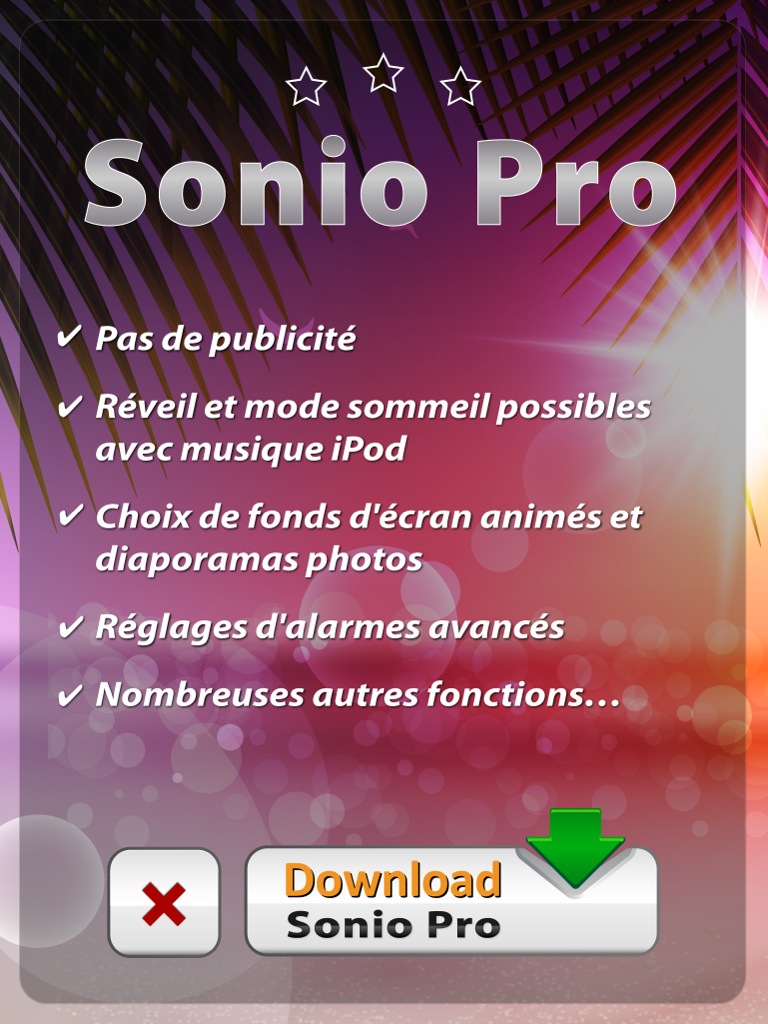 Sonio Pro
✔ Pas de publicité
✔ Réveil et mode sommeil possibles
avec musique iPod
✔ Choix de fonds d'écran animés et
diaporamas photos
✔ Réglages d'alarmes avancés
✔ Nombreuses autres fonctions...
Download
Sonio Pro